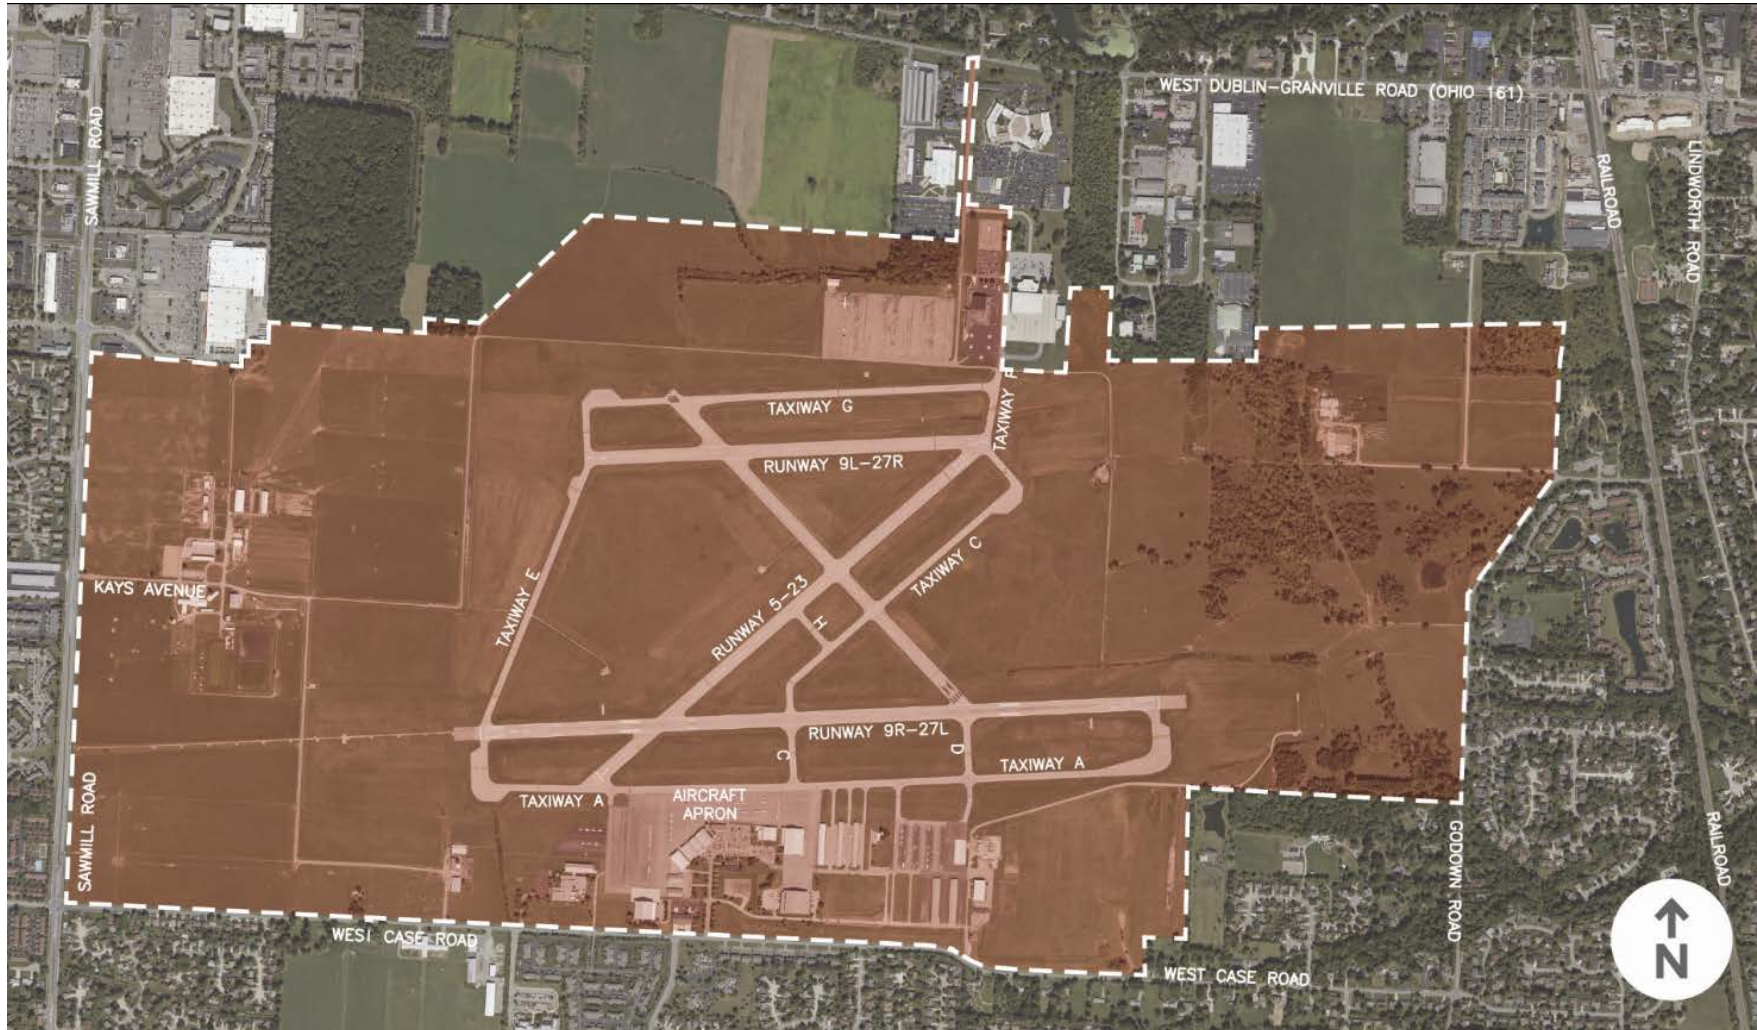 WEST DUBLIN-GRANVILLE ROAD (OHIO 161)
SAWMILL ROAD
RAILROAD
LINDWORTH ROAD
TAXIWAY F
TAXIWAY G
RUNWAY 9L-27R
TAXIWAY C
TAXIWAY E
KAYS AVENUE
RUNWAY 5-23
H
RUNWAY 9R-27L
C
D
TAXIWAY A
TAXIWAY A
AIRCRAFT
APRON
SAWMILL ROAD
GODOWN ROAD
RAILROAD
WEST CASE ROAD
WEST CASE ROAD
N